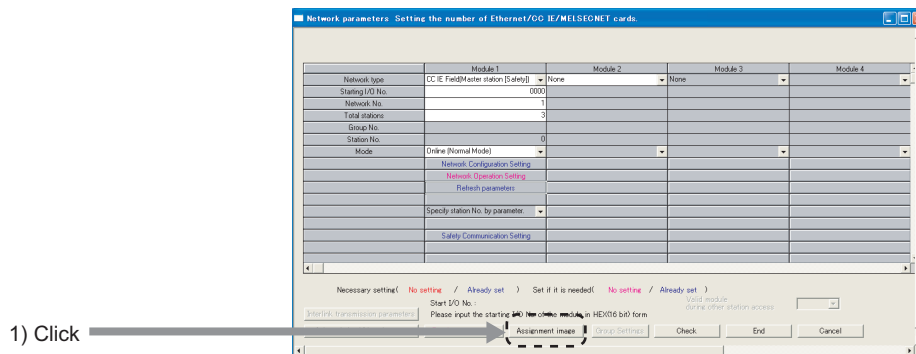 Network parameters Setting the number of Ethernet/CC IE/MELSECNET cards.
Module 1 Module 2 Module 3 Module 4
Network type CC IE Field(Master station [Safety]) None None
Starting I/O No. 0000
Network No. 1
Total stations 3
Group No.
Station No. 0
Mode Online (Normal Mode)
Network Configuration Setting
Network Operation Setting
Refresh parameters
Specify station No. by parameter.
Safety Communication Setting
Necessary setting( No setting / Already set ) Set if it is needed( No setting / Already set )
Start I/O No. : Valid module
during other station access
Interlink transmission parameters Please input the starting I/O No of the module in HEX(16 bit) form
1) Click Assignment image Group Settings Check End Cancel